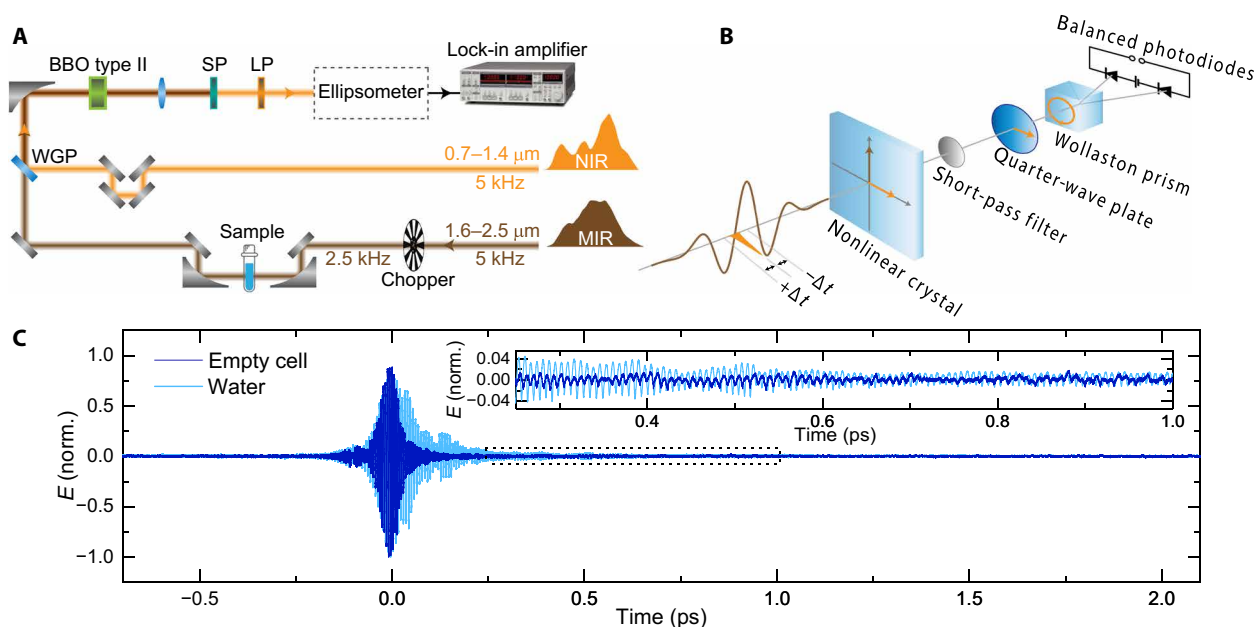 A
BBO type II
SP
LP
Ellipsometer
Lock-in amplifier
WGP
0.7–1.4 μm
5 kHz
NIR
Sample
2.5 kHz
Chopper
1.6–2.5 μm
5 kHz
MIR
B
Balanced photodiodes
Wollaston prism
Quarter-wave plate
Short-pass filter
Nonlinear crystal
−Δt
+Δt
C
E (norm.)
1.0
0.5
0.0
−0.5
−1.0
Empty cell
Water
E (norm.)
0.04
0.00
−0.04
0.4 0.6 0.8 1.0
Time (ps)
−0.5 0.0 0.5 1.0 1.5 2.0
Time (ps)